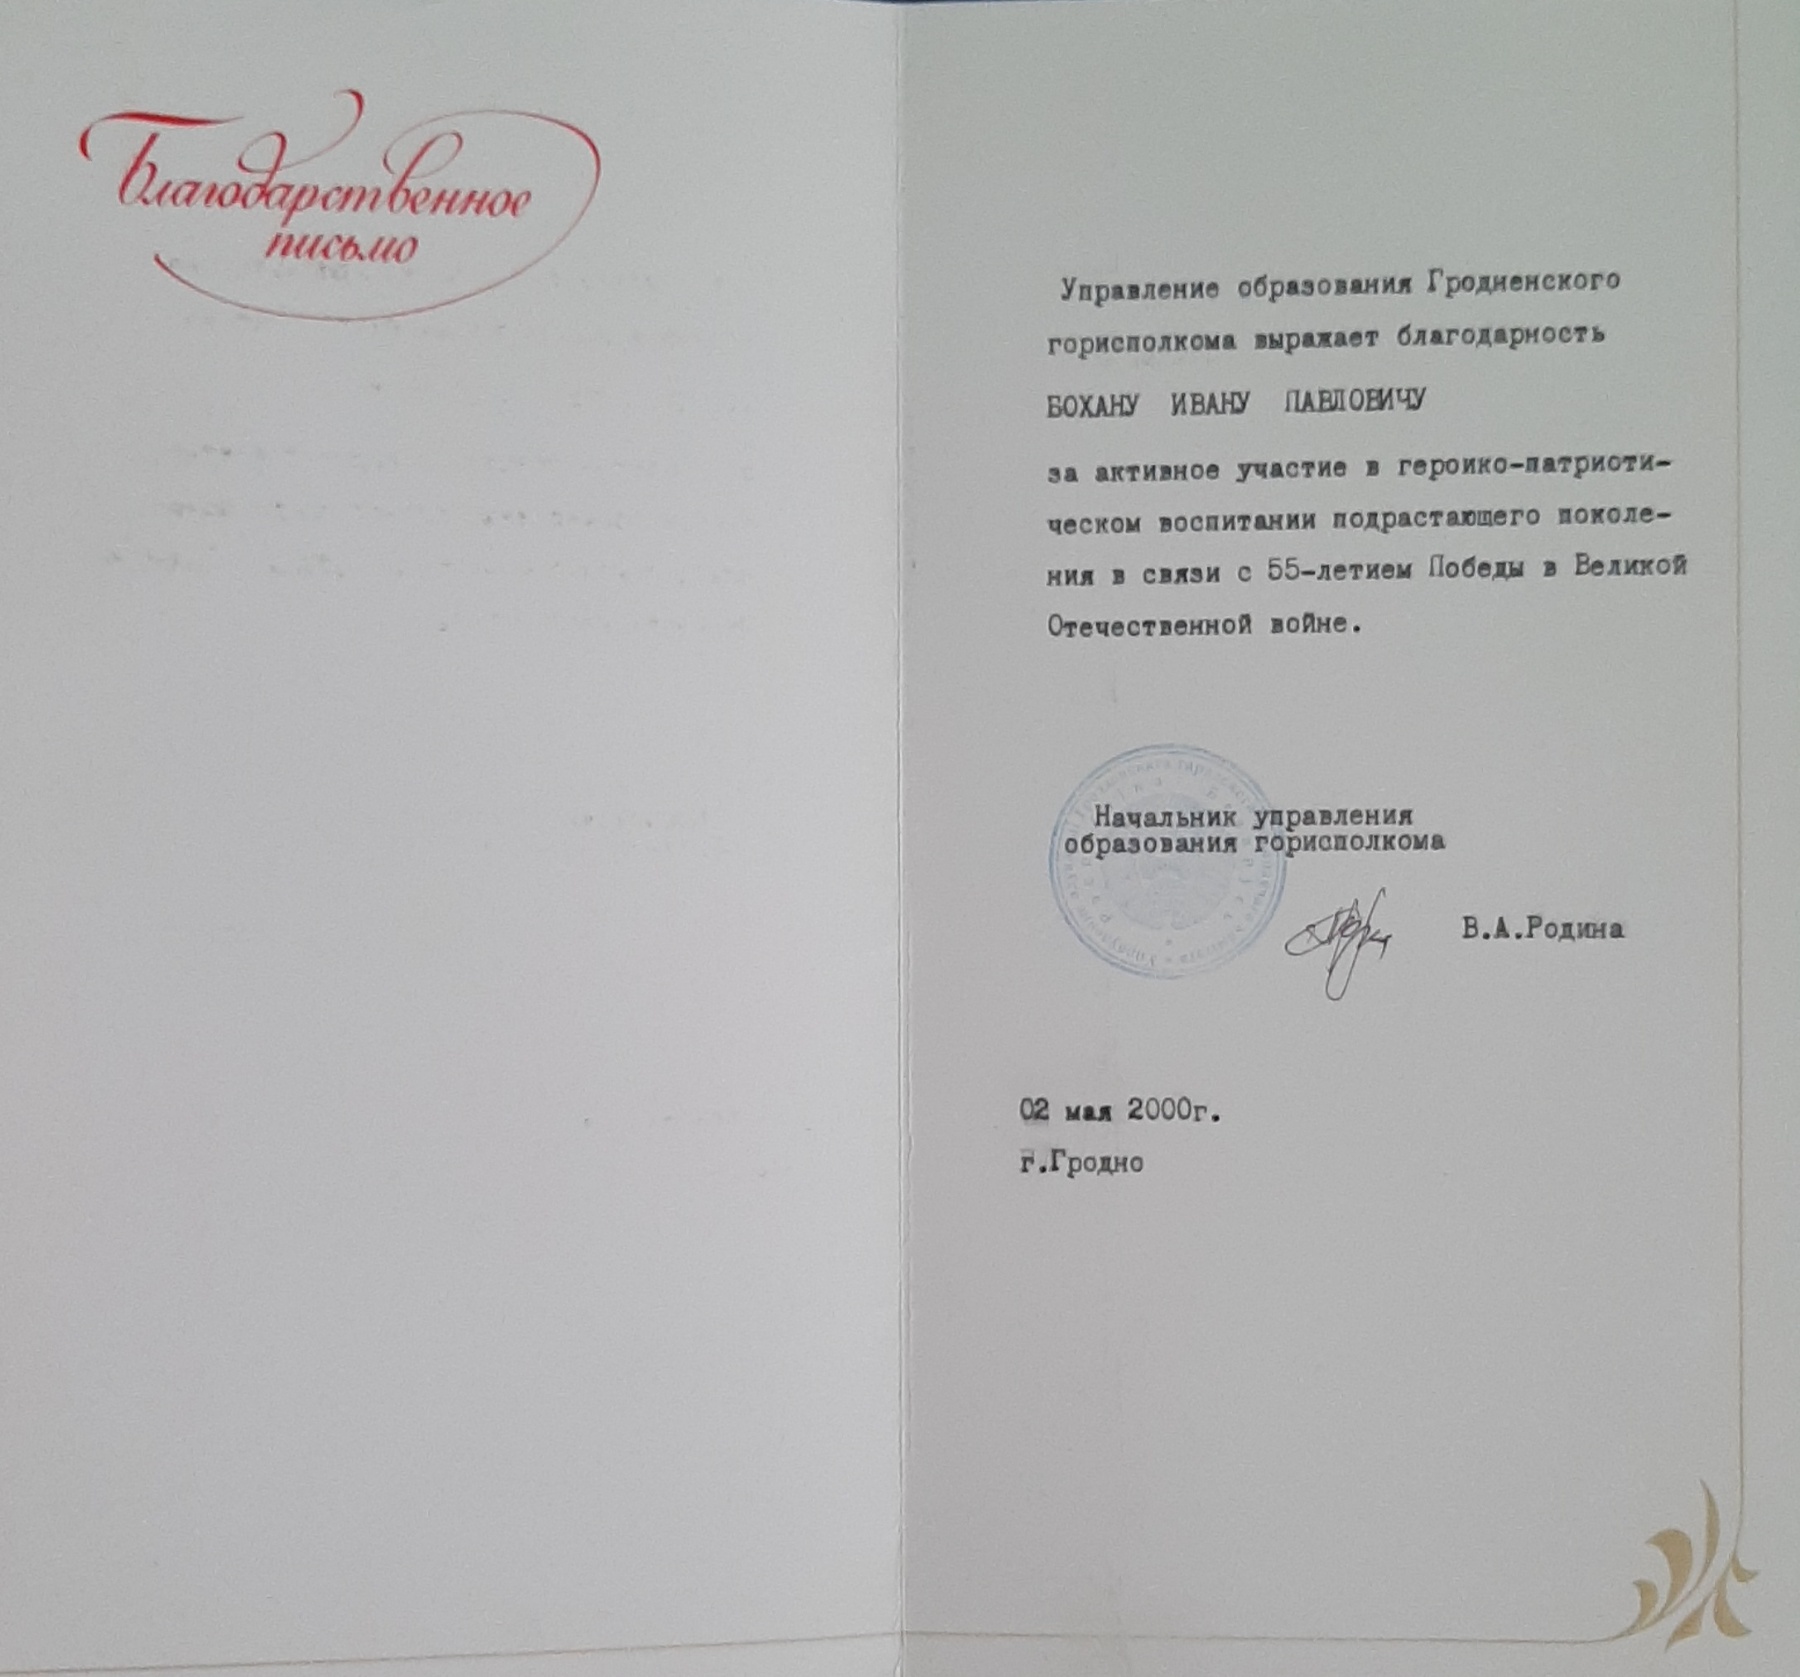 Благодарственное
письмо
Управление образования Гродненского
горисполкома выражает благодарность
БОХАНУ ИВАНУ ПАВЛОВИЧУ
за активное участие в героико-патриоти-
ческом воспитании подрастающего поколе-
ния в связи с 55-летием Победы в Великой
Отечественной войне.
Начальник управления
образования горисполкома
В.А.Родина
02 мая 2000г.
г.Гродно